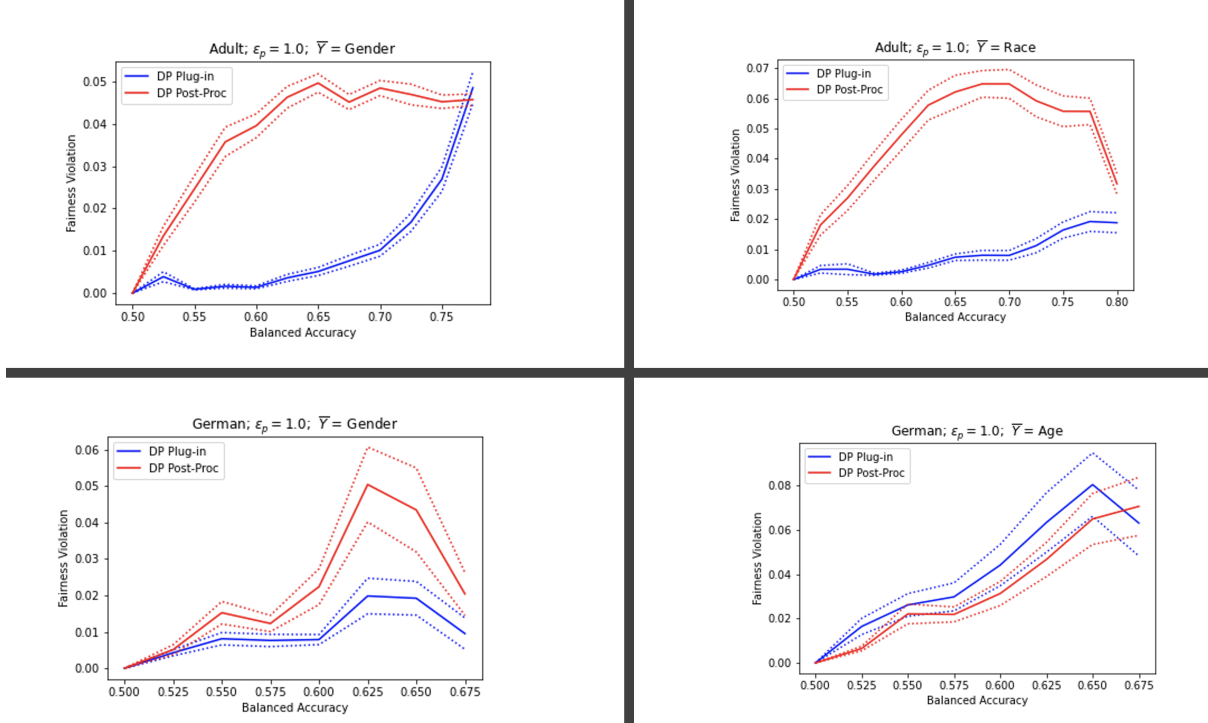 Adult; εp = 1.0; Y̅ = Gender
DP Plug-in
DP Post-Proc
Fairness Violation
0.05
0.04
0.03
0.02
0.01
0.00
0.50 0.55 0.60 0.65 0.70 0.75
Balanced Accuracy
Adult; εp = 1.0; Y̅ = Race
DP Plug-in
DP Post-Proc
Fairness Violation
0.07
0.06
0.05
0.04
0.03
0.02
0.01
0.00
0.50 0.55 0.60 0.65 0.70 0.75 0.80
Balanced Accuracy
German; εp = 1.0; Y̅ = Gender
DP Plug-in
DP Post-Proc
Fairness Violation
0.06
0.05
0.04
0.03
0.02
0.01
0.00
0.500 0.525 0.550 0.575 0.600 0.625 0.650 0.675
Balanced Accuracy
German; εp = 1.0; Y̅ = Age
DP Plug-in
DP Post-Proc
Fairness Violation
0.08
0.06
0.04
0.02
0.00
0.500 0.525 0.550 0.575 0.600 0.625 0.650 0.675
Balanced Accuracy